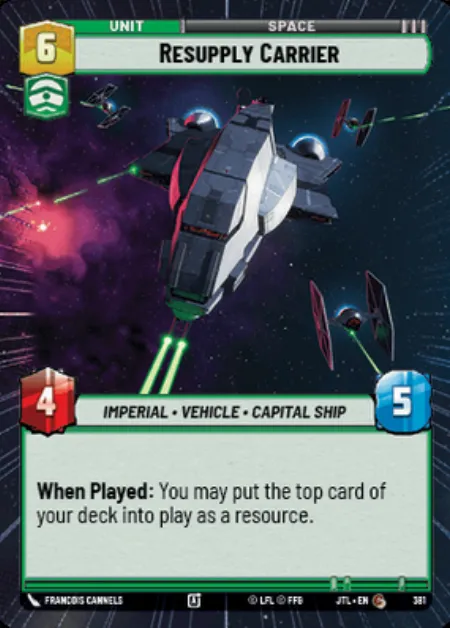 UNIT
SPACE
6
RESUPPLY CARRIER
4
IMPERIAL • VEHICLE • CAPITAL SHIP
5
When Played: You may put the top card of
your deck into play as a resource.
FRANCOIS CANNELS
© LFL © FFG
JTL • EN
381